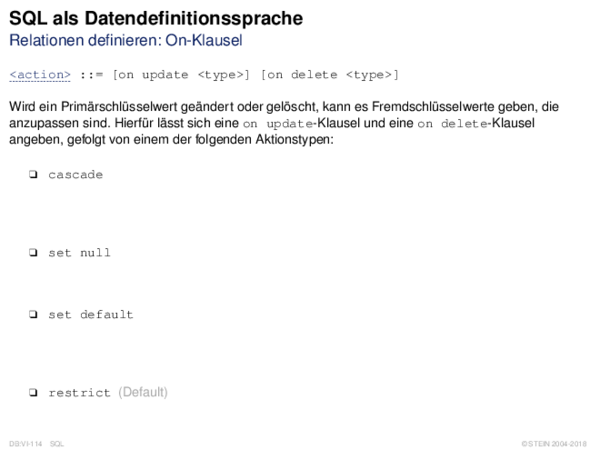 SQL als Datendefinitionssprache
Relationen definieren: On-Klausel
<action> ::= [on update <type>] [on delete <type>]
Wird ein Primärschlüsselwert geändert oder gelöscht, kann es Fremdschlüsselwerte geben, die
anzupassen sind. Hierfür lässt sich eine on update-Klausel und eine on delete-Klausel
angeben, gefolgt von einem der folgenden Aktionstypen:
❑ cascade
❑ set null
❑ set default
❑ restrict (Default)
DB:VI-114 SQL ©STEIN 2004-2018